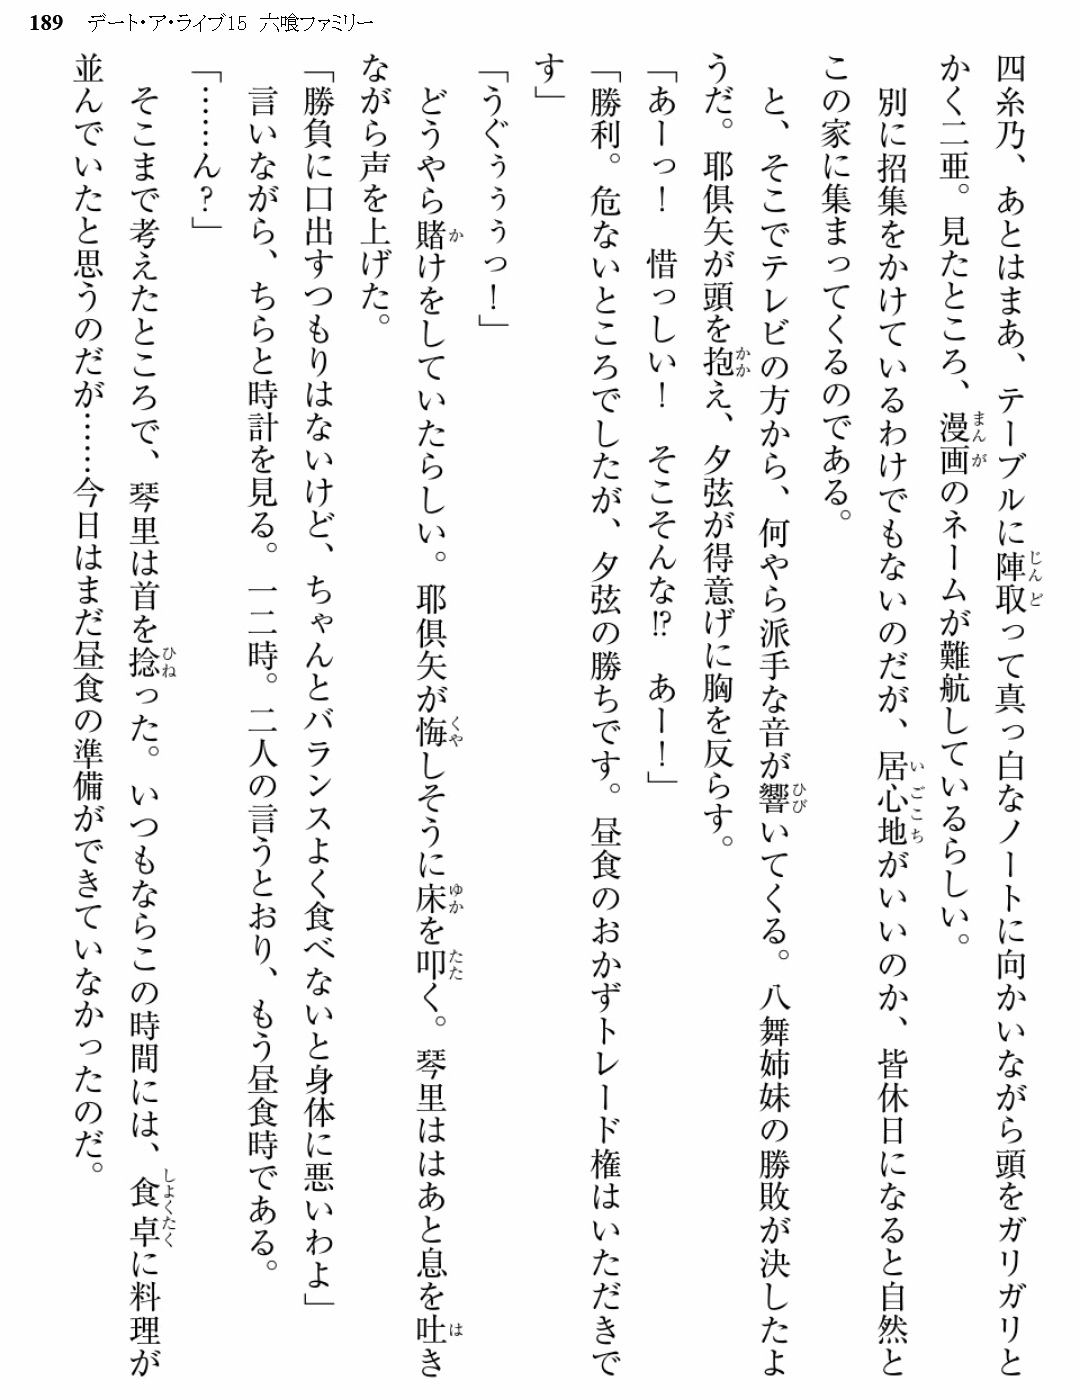 189 デート・ア・ライブ15 六喰ファミリー
四糸乃、あとはまあ、テーブルに陣取って真っ白なノートに向かいながら頭をガリガリと
かく二亜。見たところ、漫画のネームが難航しているらしい。
別に招集をかけているわけでもないのだが、居心地がいいのか、皆休日になると自然と
この家に集まってくるのである。
と、そこでテレビの方から、何やら派手な音が響いてくる。八舞姉妹の勝敗が決したよ
うだ。耶倶矢が頭を抱え、夕弦が得意げに胸を反らす。
「あーっ！ 惜っしい！ そこそんな!? あー！」
「勝利。危ないところでしたが、夕弦の勝ちです。昼食のおかずトレード権はいただきで
す」
「うぐぅぅぅっ！」
どうやら賭けをしていたらしい。耶倶矢が悔しそうに床を叩く。琴里ははあと息を吐き
ながら声を上げた。
「勝負に口出すつもりはないけど、ちゃんとバランスよく食べないと身体に悪いわよ」
言いながら、ちらと時計を見る。一二時。二人の言うとおり、もう昼食時である。
「……ん？」
そこまで考えたところで、琴里は首を捻った。いつもならこの時間には、食卓に料理が
並んでいたと思うのだが……今日はまだ昼食の準備ができていなかったのだ。